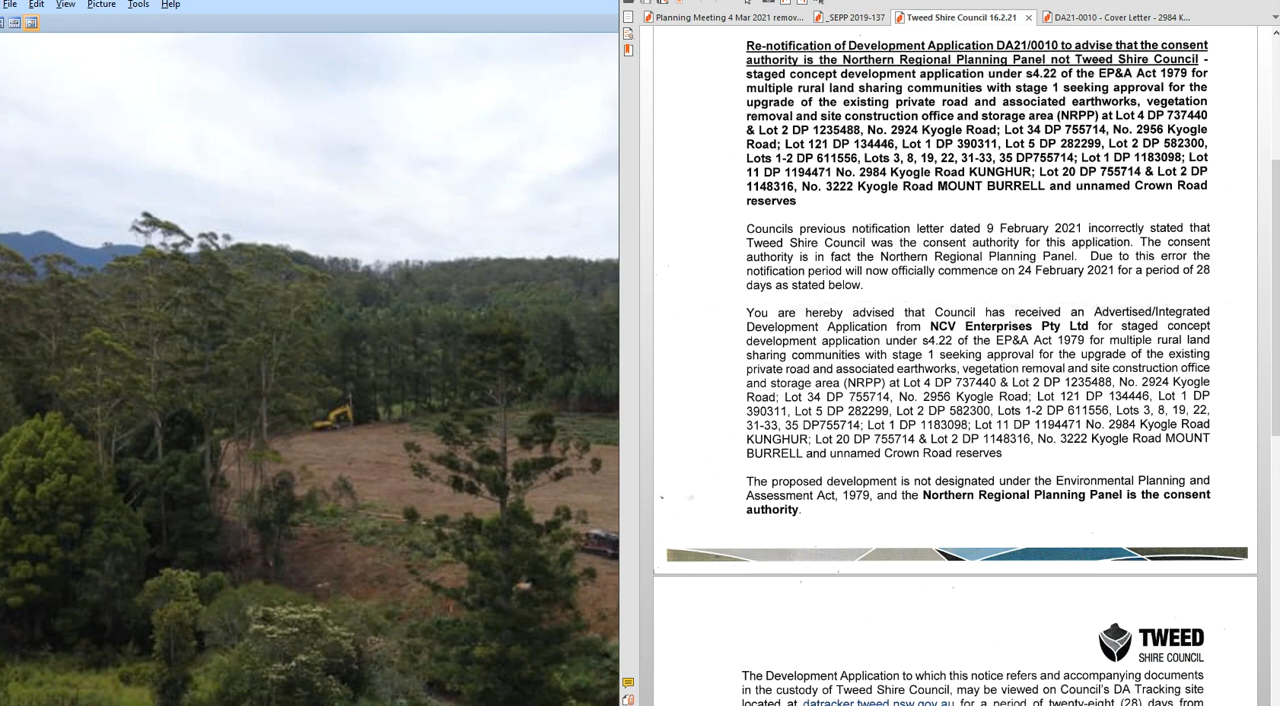 File Edit View Picture Tools Help
Planning Meeting 4 Mar 2021 remov... _SEPP 2019-137 Tweed Shire Council 16.2.21 × DA21-0010 - Cover Letter - 2984 K...
Re-notification of Development Application DA21/0010 to advise that the consent
authority is the Northern Regional Planning Panel not Tweed Shire Council -
staged concept development application under s4.22 of the EP&A Act 1979 for
multiple rural land sharing communities with stage 1 seeking approval for the
upgrade of the existing private road and associated earthworks, vegetation
removal and site construction office and storage area (NRPP) at Lot 4 DP 737440
& Lot 2 DP 1235488, No. 2924 Kyogle Road; Lot 34 DP 755714, No. 2956 Kyogle
Road; Lot 121 DP 134446, Lot 1 DP 390311, Lot 5 DP 282299, Lot 2 DP 582300,
Lots 1-2 DP 611556, Lots 3, 8, 19, 22, 31-33, 35 DP755714; Lot 1 DP 1183098; Lot
11 DP 1194471 No. 2984 Kyogle Road KUNGHUR; Lot 20 DP 755714 & Lot 2 DP
1148316, No. 3222 Kyogle Road MOUNT BURRELL and unnamed Crown Road
reserves
Councils previous notification letter dated 9 February 2021 incorrectly stated that
Tweed Shire Council was the consent authority for this application. The consent
authority is in fact the Northern Regional Planning Panel. Due to this error the
notification period will now officially commence on 24 February 2021 for a period of 28
days as stated below.
You are hereby advised that Council has received an Advertised/Integrated
Development Application from NCV Enterprises Pty Ltd for staged concept
development application under s4.22 of the EP&A Act 1979 for multiple rural land
sharing communities with stage 1 seeking approval for the upgrade of the existing
private road and associated earthworks, vegetation removal and site construction office
and storage area (NRPP) at Lot 4 DP 737440 & Lot 2 DP 1235488, No. 2924 Kyogle
Road; Lot 34 DP 755714, No. 2956 Kyogle Road; Lot 121 DP 134446, Lot 1 DP
390311, Lot 5 DP 282299, Lot 2 DP 582300, Lots 1-2 DP 611556, Lots 3, 8, 19, 22,
31-33, 35 DP755714; Lot 1 DP 1183098; Lot 11 DP 1194471 No. 2984 Kyogle Road
KUNGHUR; Lot 20 DP 755714 & Lot 2 DP 1148316, No. 3222 Kyogle Road MOUNT
BURRELL and unnamed Crown Road reserves
The proposed development is not designated under the Environmental Planning and
Assessment Act, 1979, and the Northern Regional Planning Panel is the consent
authority.
TWEED
SHIRE COUNCIL
The Development Application to which this notice refers and accompanying documents
in the custody of Tweed Shire Council, may be viewed on Council's DA Tracking site
located at datracker.tweed.nsw.gov.au for a period of twenty-eight (28) days from